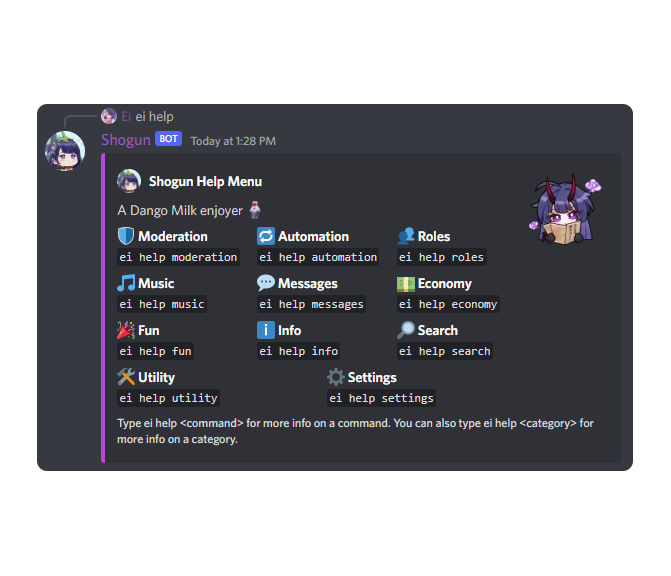 Ei ei help
Shogun BOT Today at 1:28 PM
Shogun Help Menu
A Dango Milk enjoyer
Moderation Automation Roles
ei help moderation ei help automation ei help roles
Music Messages Economy
ei help music ei help messages ei help economy
Fun Info Search
ei help fun ei help info ei help search
Utility Settings
ei help utility ei help settings
Type ei help <command> for more info on a command. You can also type ei help <category> for
more info on a category.